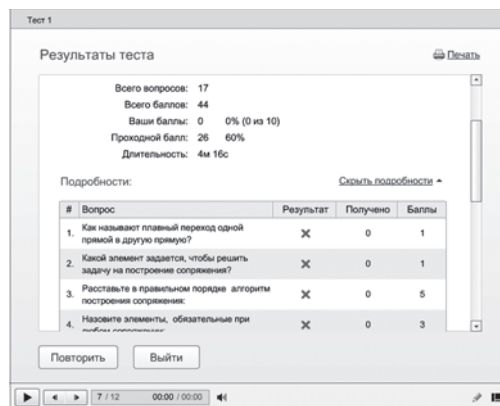 Тест 1
Результаты теста
Печать
Всего вопросов: 17
Всего баллов: 44
Ваши баллы: 0 0% (0 из 10)
Проходной балл: 26 60%
Длительность: 4м 16с
Подробности: Скрыть подробности
# Вопрос Результат Получено Баллы
1. Как называют плавный переход одной
прямой в другую прямую? 0 1
2. Какой элемент задается, чтобы решить
задачу на построение сопряжения? 0 1
3. Расставьте в правильном порядке алгоритм
построения сопряжения: 0 5
4. Назовите элементы, обязательные при
любом сопряжении: 0 3
Повторить Выйти
7 / 12 00:00 / 00:00